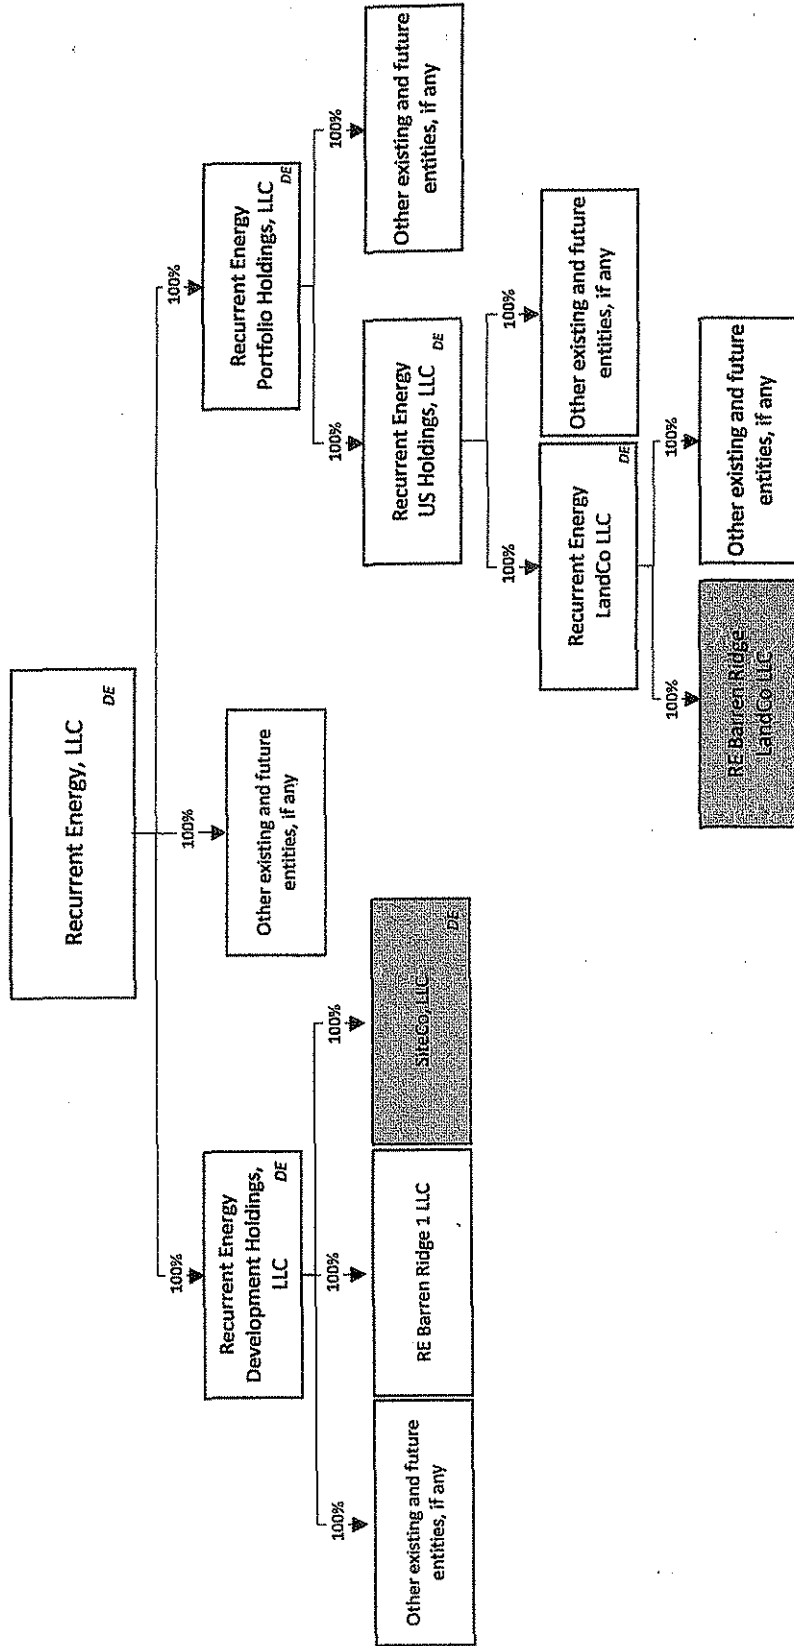 Recurrent Energy, LLC
DE
100%
100%
100%
Recurrent Energy
Development Holdings,
LLC
DE
Other existing and future
entities, if any
Recurrent Energy
Portfolio Holdings, LLC
DE
100%
100%
100%
100%
100%
Other existing and future
entities, if any
RE Barren Ridge 1 LLC
SiteCo, LLC
DE
Recurrent Energy
US Holdings, LLC
DE
Other existing and future
entities, if any
100%
100%
Recurrent Energy
LandCo LLC
DE
Other existing and future
entities, if any
100%
100%
RE Barren Ridge
LandCo LLC
Other existing and future
entities, if any